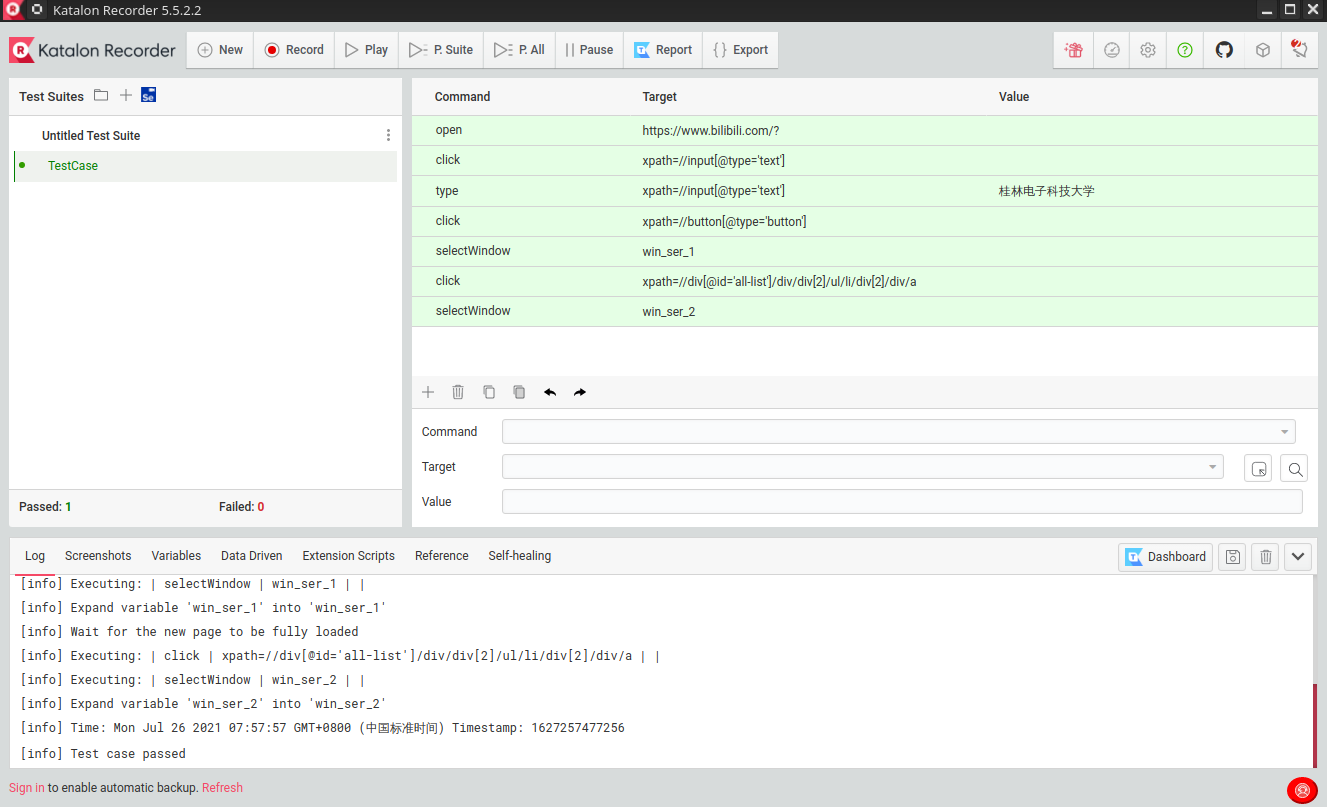 Katalon Recorder 5.5.2.2
Katalon Recorder New Record Play P. Suite P. All Pause Report Export 2
Test Suites Se
Untitled Test Suite
TestCase
Passed: 1 Failed: 0
Command Target Value
open https://www.bilibili.com/?
click xpath=//input[@type='text']
type xpath=//input[@type='text'] 桂林电子科技大学
click xpath=//button[@type='button']
selectWindow win_ser_1
click xpath=//div[@id='all-list']/div/div[2]/ul/li/div[2]/div/a
selectWindow win_ser_2
Command
Target
Value
Log Screenshots Variables Data Driven Extension Scripts Reference Self-healing Dashboard
[info] Executing: | selectWindow | win_ser_1 | |
[info] Expand variable 'win_ser_1' into 'win_ser_1'
[info] Wait for the new page to be fully loaded
[info] Executing: | click | xpath=//div[@id='all-list']/div/div[2]/ul/li/div[2]/div/a | |
[info] Executing: | selectWindow | win_ser_2 | |
[info] Expand variable 'win_ser_2' into 'win_ser_2'
[info] Time: Mon Jul 26 2021 07:57:57 GMT+0800 (中国标准时间) Timestamp: 1627257477256
[info] Test case passed
Sign in to enable automatic backup. Refresh